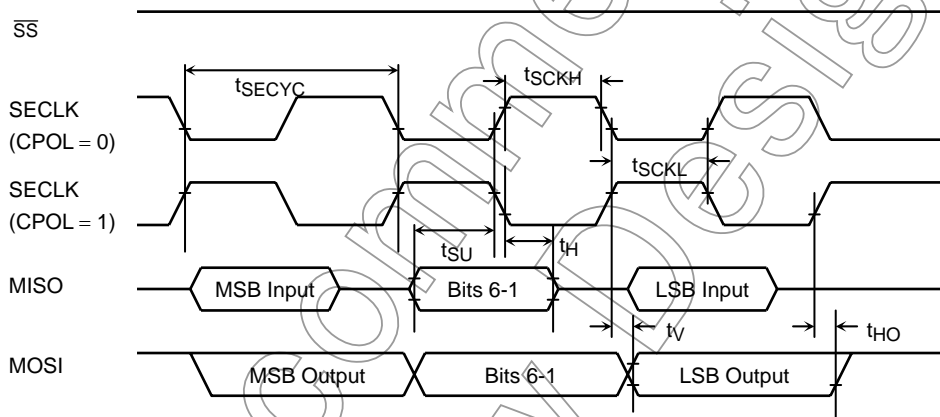 SS
tSECYC
tSCKH
SECLK
(CPOL = 0)
tSCKL
SECLK
(CPOL = 1)
tSU
tH
MISO
MSB Input
Bits 6-1
LSB Input
tV
tHO
MOSI
MSB Output
Bits 6-1
LSB Output